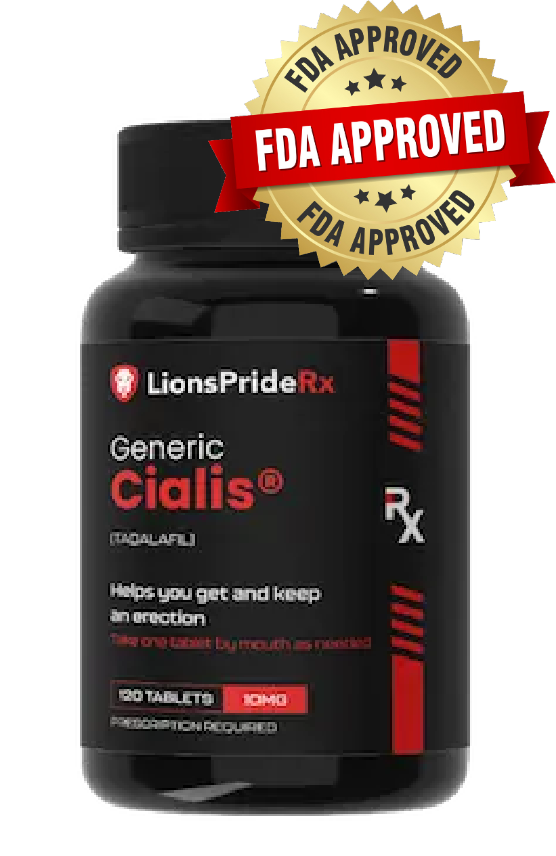 FDA APPROVED
FDA APPROVED
FDA APPROVED
LionsPrideRx
Generic
Cialis®
(TADALAFIL)
Rx
Helps you get and keep
an erection
Take one tablet by mouth as needed
120 TABLETS 10MG
PRESCRIPTION REQUIRED